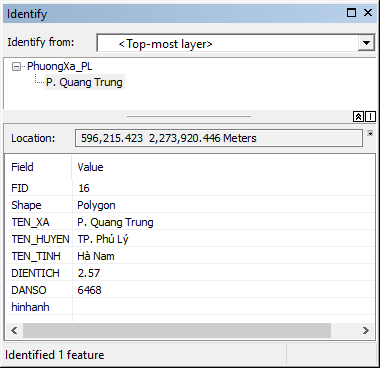 Identify
Identify from: <Top-most layer>
PhuongXa_PL
P. Quang Trung
Location: 596,215.423 2,273,920.446 Meters
Field Value
FID 16
Shape Polygon
TEN_XA P. Quang Trung
TEN_HUYEN TP. Phủ Lý
TEN_TINH Hà Nam
DIENTICH 2.57
DANSO 6468
hinhanh
Identified 1 feature